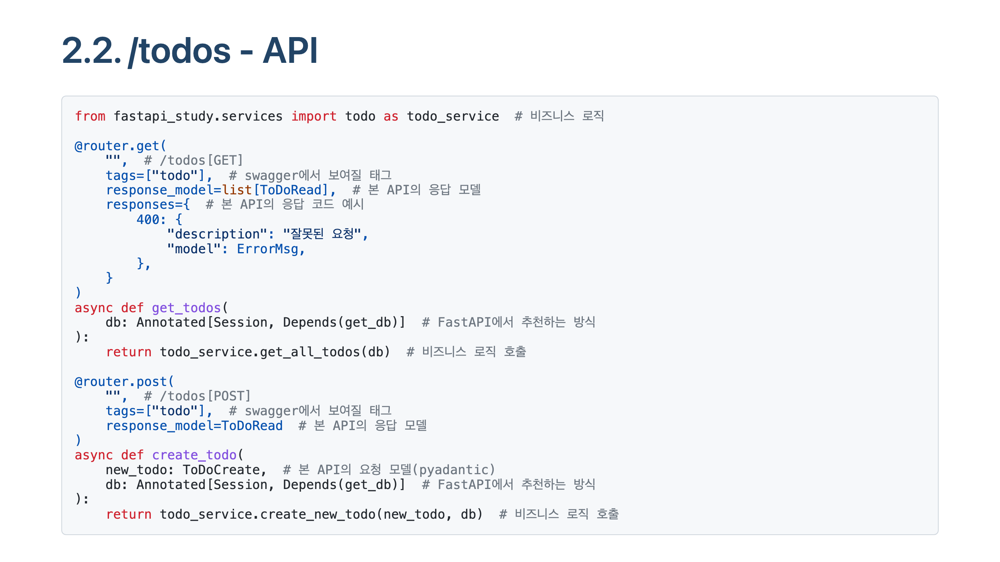 2.2. /todos - API
from fastapi_study.services import todo as todo_service  # 비즈니스 로직
@router.get(
    "",  # /todos[GET]
    tags=["todo"],  # swagger에서 보여질 태그
    response_model=list[ToDoRead],  # 본 API의 응답 모델
    responses={  # 본 API의 응답 코드 예시
        400: {
            "description": "잘못된 요청",
            "model": ErrorMsg,
        },
    }
)
async def get_todos(
    db: Annotated[Session, Depends(get_db)]  # FastAPI에서 추천하는 방식
):
    return todo_service.get_all_todos(db)  # 비즈니스 로직 호출
@router.post(
    "",  # /todos[POST]
    tags=["todo"],  # swagger에서 보여질 태그
    response_model=ToDoRead  # 본 API의 응답 모델
)
async def create_todo(
    new_todo: ToDoCreate,  # 본 API의 요청 모델(pyadantic)
    db: Annotated[Session, Depends(get_db)]  # FastAPI에서 추천하는 방식
):
    return todo_service.create_new_todo(new_todo, db)  # 비즈니스 로직 호출